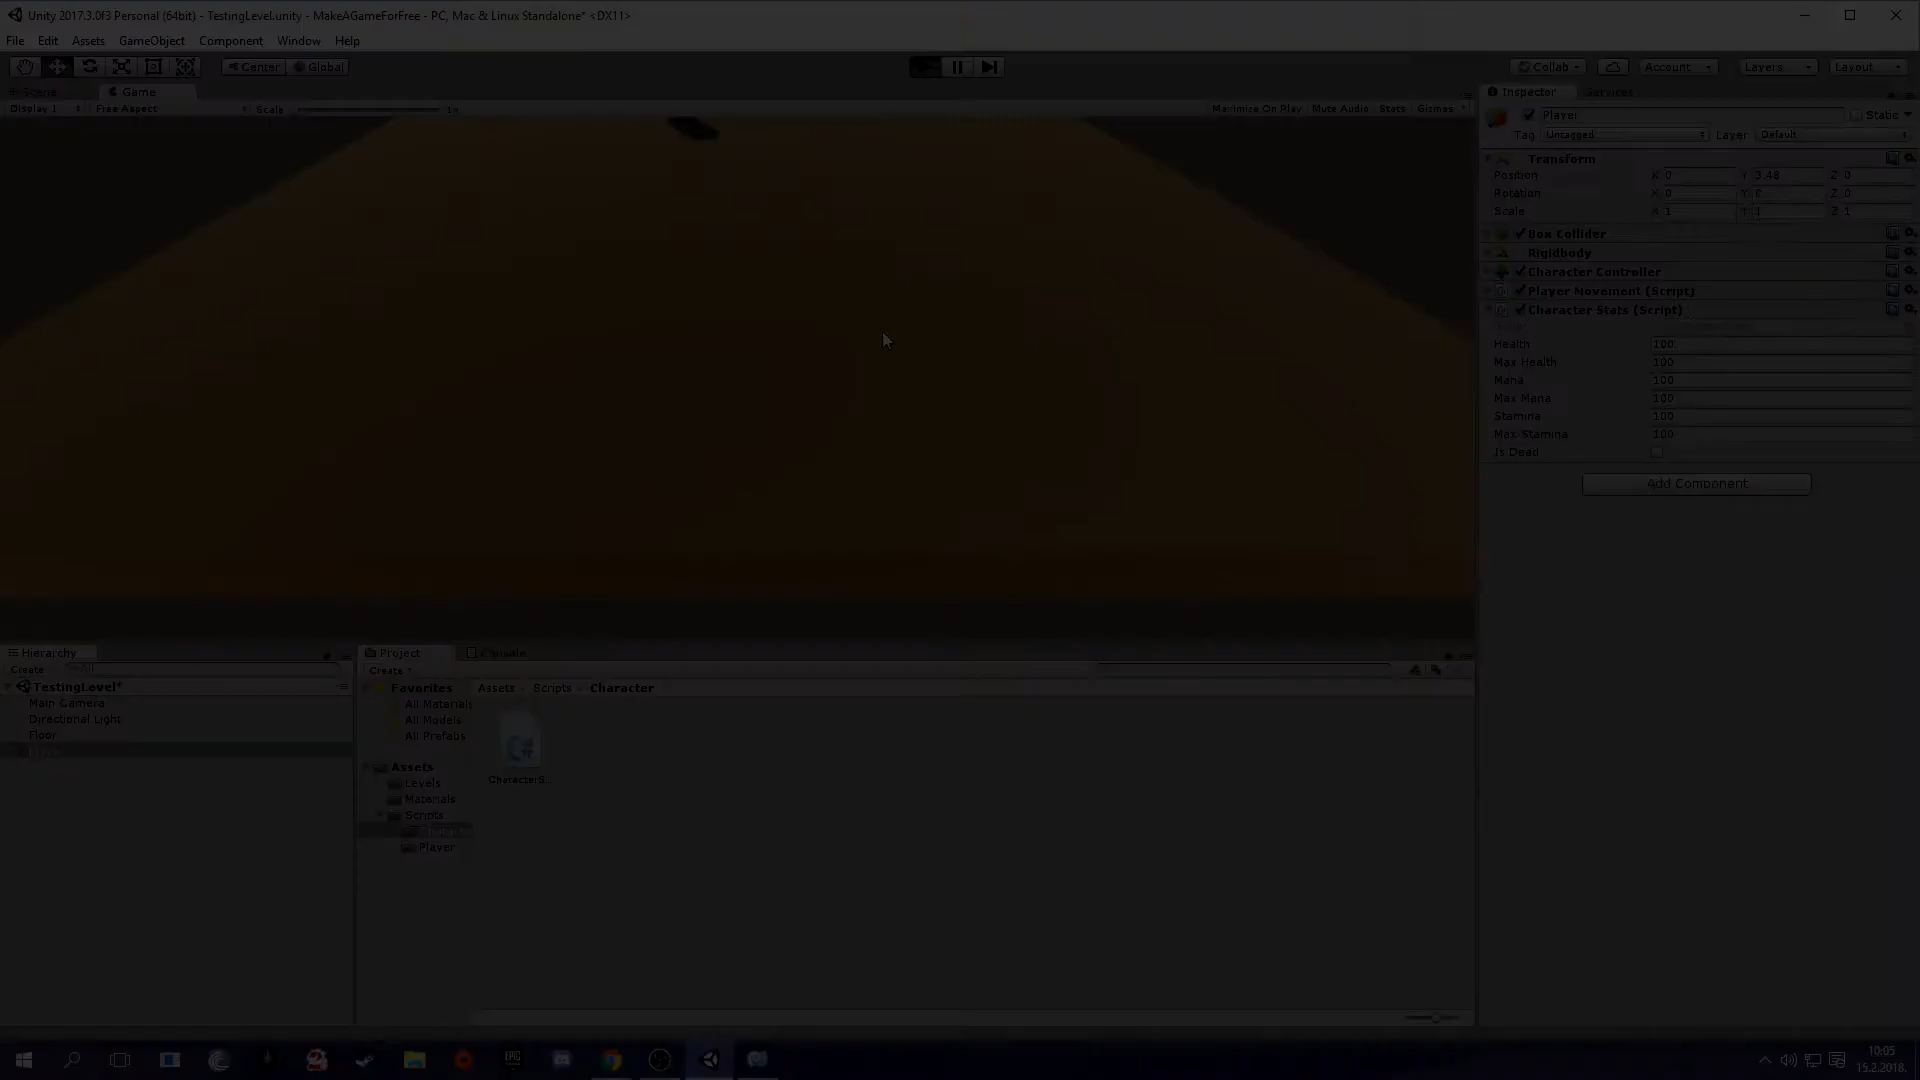 Unity 2017.3.0f3 Personal (64bit) - TestingLevel.unity - MakeAGameForFree - PC, Mac & Linux Standalone* <DX11>
File Edit Assets GameObject Component Window Help
Center Global
Collab Account Layers Layout
Scene Game
Inspector Services
Display 1 Free Aspect Scale 1x Maximize On Play Mute Audio Stats Gizmos
Player Static
Tag Untagged Layer Default
Transform
Position X 0 Y 3.48 Z 0
Rotation X 0 Y 0 Z 0
Scale X 1 Y 1 Z 1
Box Collider
Rigidbody
Character Controller
Player Movement (Script)
Character Stats (Script)
Health 100
Max Health 100
Mana 100
Max Mana 100
Stamina 100
Max Stamina 100
Is Dead
Add Component
Hierarchy
Create
TestingLevel*
Main Camera
Directional Light
Floor
Project Console
Create
Favorites
All Materials
All Models
All Prefabs
Assets
Levels
Materials
Scripts
Player
Assets Scripts Character
C#
CharacterS...
EPIC
10:05
15.2.2018.